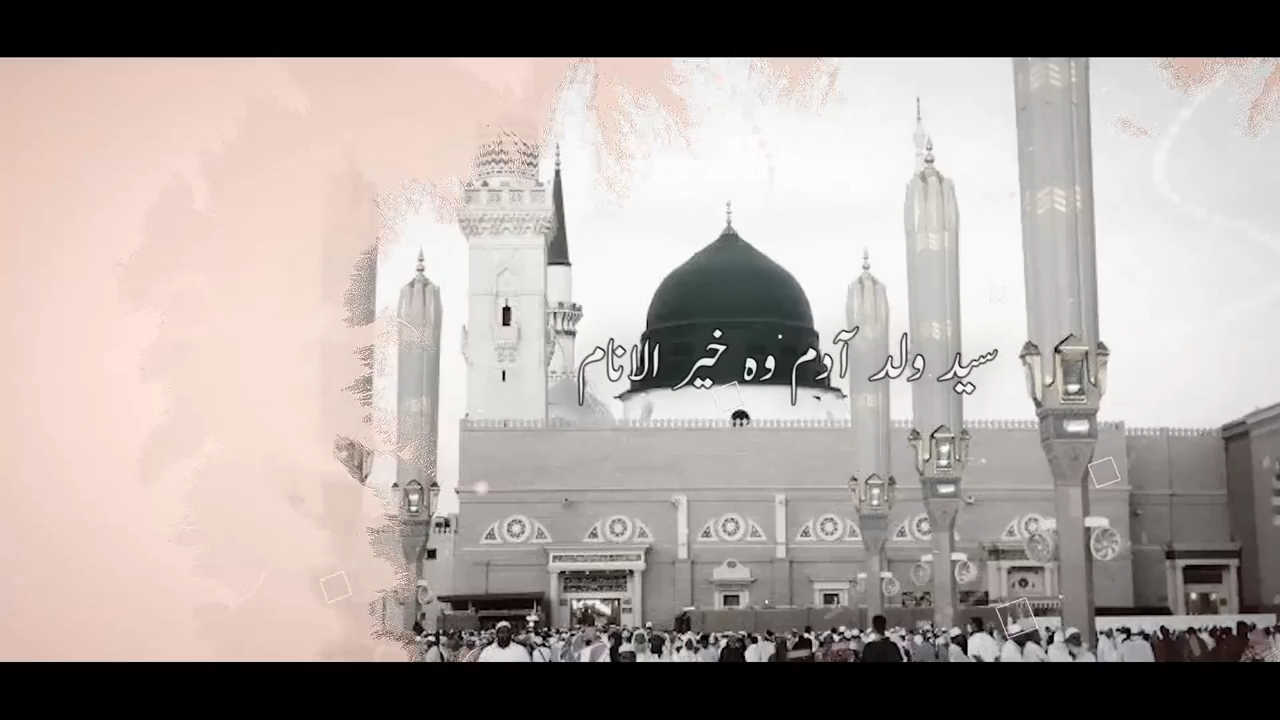 سید ولد آدم وہ خیر الانام